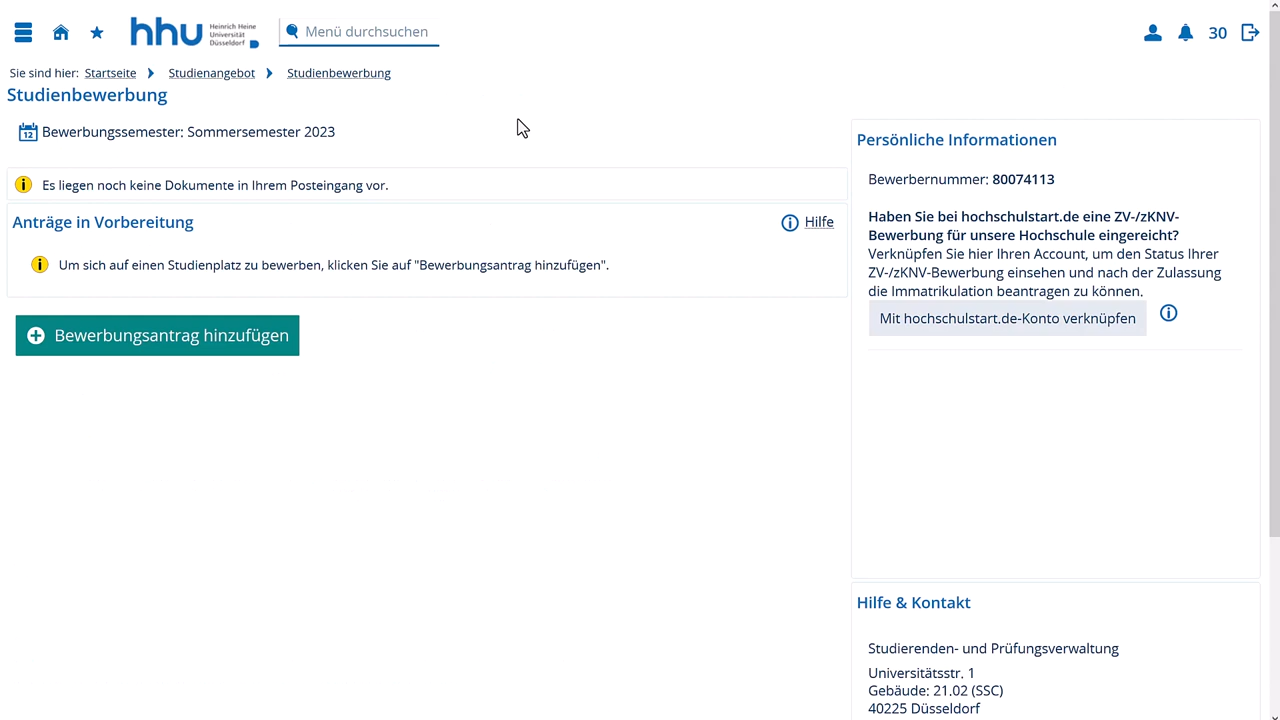 hhu Heinrich Heine
Universität
Düsseldorf
Menü durchsuchen
30
Sie sind hier: Startseite Studienangebot Studienbewerbung
Studienbewerbung
12 Bewerbungssemester: Sommersemester 2023
Es liegen noch keine Dokumente in Ihrem Posteingang vor.
Anträge in Vorbereitung
Hilfe
Um sich auf einen Studienplatz zu bewerben, klicken Sie auf "Bewerbungsantrag hinzufügen".
Bewerbungsantrag hinzufügen
Persönliche Informationen
Bewerbernummer: 80074113
Haben Sie bei hochschulstart.de eine ZV-/zKNV-
Bewerbung für unsere Hochschule eingereicht?
Verknüpfen Sie hier Ihren Account, um den Status Ihrer
ZV-/zKNV-Bewerbung einsehen und nach der Zulassung
die Immatrikulation beantragen zu können.
Mit hochschulstart.de-Konto verknüpfen
Hilfe & Kontakt
Studierenden- und Prüfungsverwaltung
Universitätsstr. 1
Gebäude: 21.02 (SSC)
40225 Düsseldorf